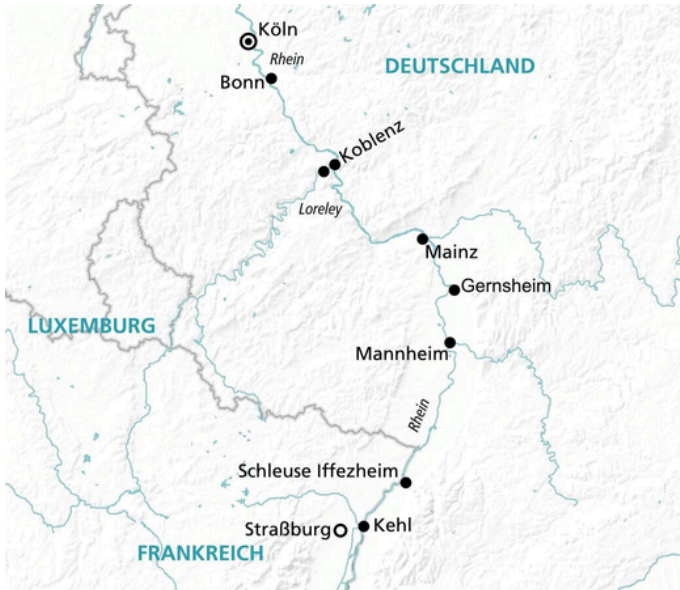 Köln
Rhein
DEUTSCHLAND
Bonn
Koblenz
Loreley
Mainz
Gernsheim
LUXEMBURG
Mannheim
Rhein
Schleuse Iffezheim
Straßburg
Kehl
FRANKREICH